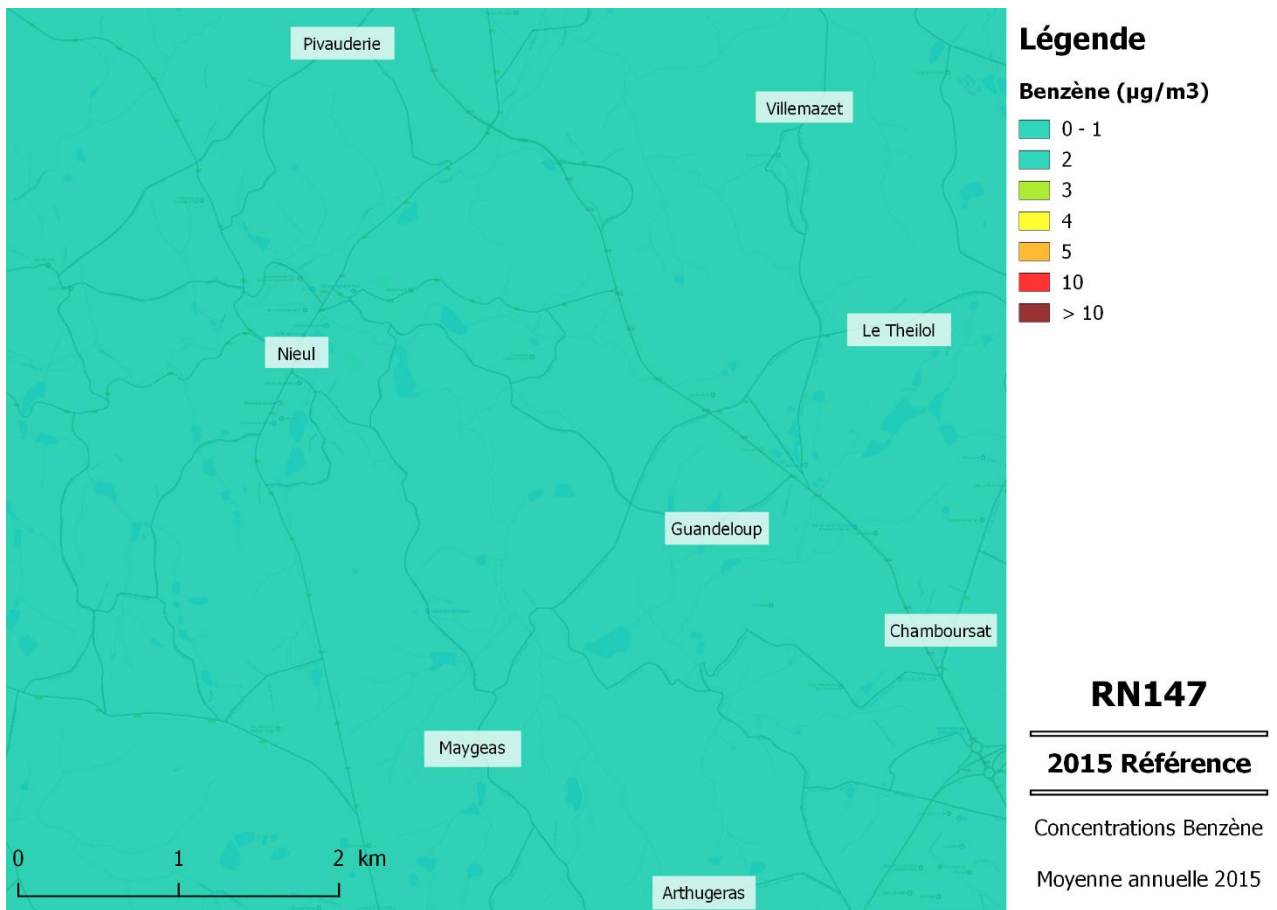 Pivauderie
Villemazet
Le Theilol
Nieul
Guandeloup
Chamboursat
Maygeas
Arthugeras
0 1 2 km
Légende
Benzène (µg/m3)
0 - 1
2
3
4
5
10
> 10
RN147
2015 Référence
Concentrations Benzène
Moyenne annuelle 2015